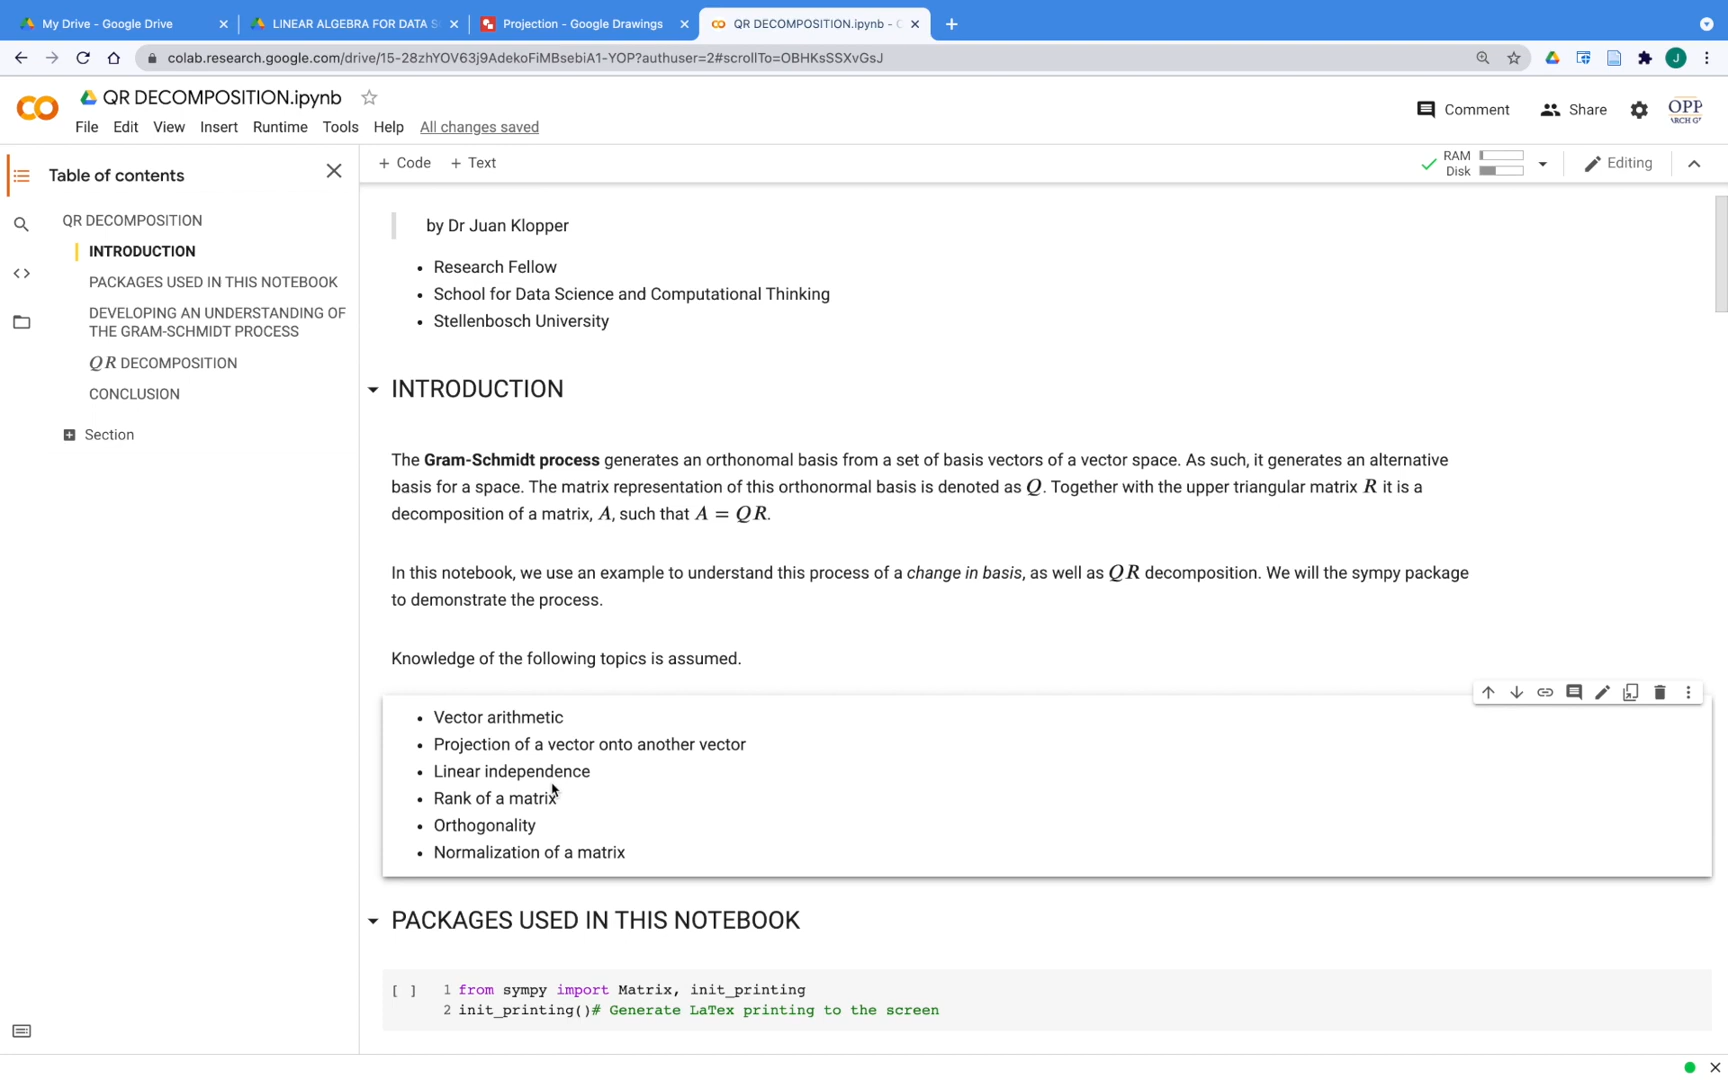 My Drive - Google Drive
LINEAR ALGEBRA FOR DATA S
Projection - Google Drawings
QR DECOMPOSITION.ipynb - C
colab.research.google.com/drive/15-28zhYOV63j9AdekoFiMBsebiA1-YOP?authuser=2#scrollTo=OBHKsSSXvGsJ
J
QR DECOMPOSITION.ipynb
File Edit View Insert Runtime Tools Help All changes saved
Comment Share
OPP
ARCH G
Table of contents
QR DECOMPOSITION
INTRODUCTION
PACKAGES USED IN THIS NOTEBOOK
DEVELOPING AN UNDERSTANDING OF
THE GRAM-SCHMIDT PROCESS
QR DECOMPOSITION
CONCLUSION
Section
+ Code + Text
RAM
Disk
Editing
by Dr Juan Klopper
• Research Fellow
• School for Data Science and Computational Thinking
• Stellenbosch University
INTRODUCTION
The Gram-Schmidt process generates an orthonomal basis from a set of basis vectors of a vector space. As such, it generates an alternative
basis for a space. The matrix representation of this orthonormal basis is denoted as Q. Together with the upper triangular matrix R it is a
decomposition of a matrix, A, such that A = QR.
In this notebook, we use an example to understand this process of a change in basis, as well as QR decomposition. We will the sympy package
to demonstrate the process.
Knowledge of the following topics is assumed.
• Vector arithmetic
• Projection of a vector onto another vector
• Linear independence
• Rank of a matrix
• Orthogonality
• Normalization of a matrix
PACKAGES USED IN THIS NOTEBOOK
[ ] 1 from sympy import Matrix, init_printing
2 init_printing()# Generate LaTex printing to the screen